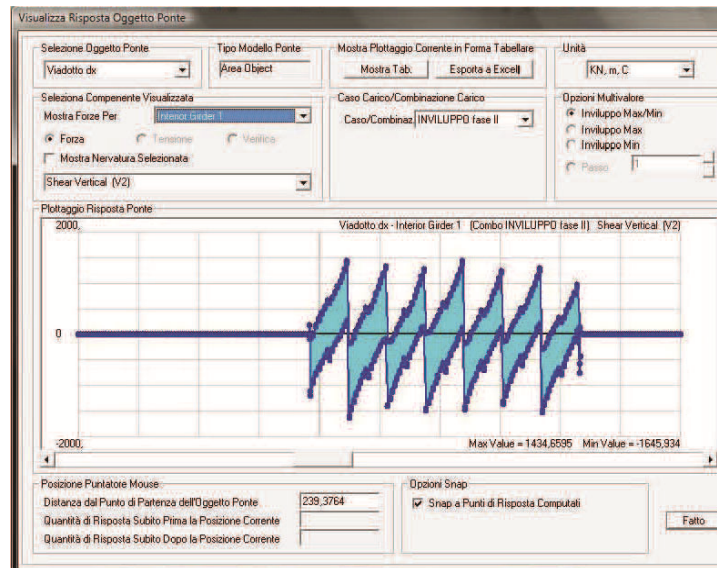 Visualizza Risposta Oggetto Ponte
Selezione Oggetto Ponte
Viadotto dx
Tipo Modello Ponte
Area Object
Mostra Plottaggio Corrente in Forma Tabellare
Mostra Tab.
Esporta a Excell
Unità
KN, m, C
Seleziona Compenente Visualizzata
Mostra Forze Per
Interior Girder 1
Forza
Tensione
Verifica
Mostra Nervatura Selezionata
Shear Vertical (V2)
Caso Carico/Combinazione Carico
Caso/Combinaz.
INVILUPPO fase II
Opzioni Multivalore
Inviluppo Max/Min
Inviluppo Max
Inviluppo Min
Passo
1
Plottaggio Risposta Ponte
2000,
Viadotto dx - Interior Girder 1 (Combo INVILUPPO fase II) Shear Vertical (V2)
0
-2000,
Max Value = 1434,6595 Min Value = -1645,934
Posizione Puntatore Mouse
Distanza dal Punto di Partenza dell'Oggetto Ponte
239,3764
Quantità di Risposta Subito Prima la Posizione Corrente
Quantità di Risposta Subito Dopo la Posizione Corrente
Opzioni Snap
Snap a Punti di Risposta Computati
Fatto